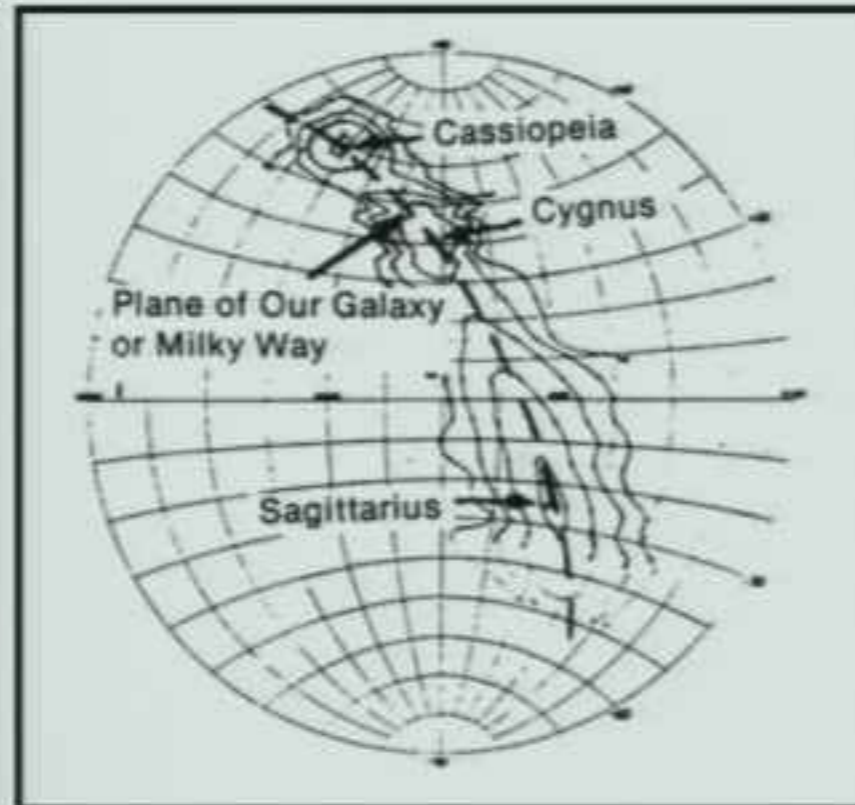 Cassiopeia
Cygnus
Plane of Our Galaxy
or Milky Way
Sagittarius